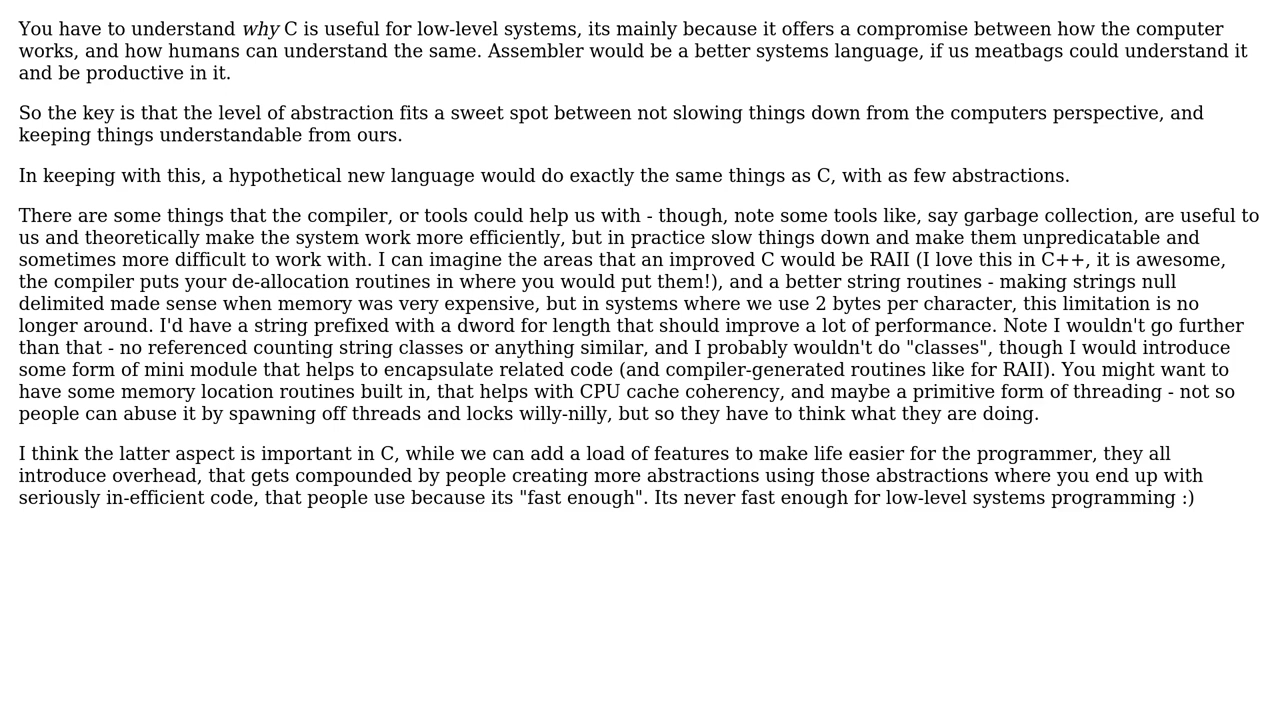 You have to understand why C is useful for low-level systems, its mainly because it offers a compromise between how the computer
works, and how humans can understand the same. Assembler would be a better systems language, if us meatbags could understand it
and be productive in it.
So the key is that the level of abstraction fits a sweet spot between not slowing things down from the computers perspective, and
keeping things understandable from ours.
In keeping with this, a hypothetical new language would do exactly the same things as C, with as few abstractions.
There are some things that the compiler, or tools could help us with - though, note some tools like, say garbage collection, are useful to
us and theoretically make the system work more efficiently, but in practice slow things down and make them unpredicatable and
sometimes more difficult to work with. I can imagine the areas that an improved C would be RAII (I love this in C++, it is awesome,
the compiler puts your de-allocation routines in where you would put them!), and a better string routines - making strings null
delimited made sense when memory was very expensive, but in systems where we use 2 bytes per character, this limitation is no
longer around. I'd have a string prefixed with a dword for length that should improve a lot of performance. Note I wouldn't go further
than that - no referenced counting string classes or anything similar, and I probably wouldn't do "classes", though I would introduce
some form of mini module that helps to encapsulate related code (and compiler-generated routines like for RAII). You might want to
have some memory location routines built in, that helps with CPU cache coherency, and maybe a primitive form of threading - not so
people can abuse it by spawning off threads and locks willy-nilly, but so they have to think what they are doing.
I think the latter aspect is important in C, while we can add a load of features to make life easier for the programmer, they all
introduce overhead, that gets compounded by people creating more abstractions using those abstractions where you end up with
seriously in-efficient code, that people use because its "fast enough". Its never fast enough for low-level systems programming :)